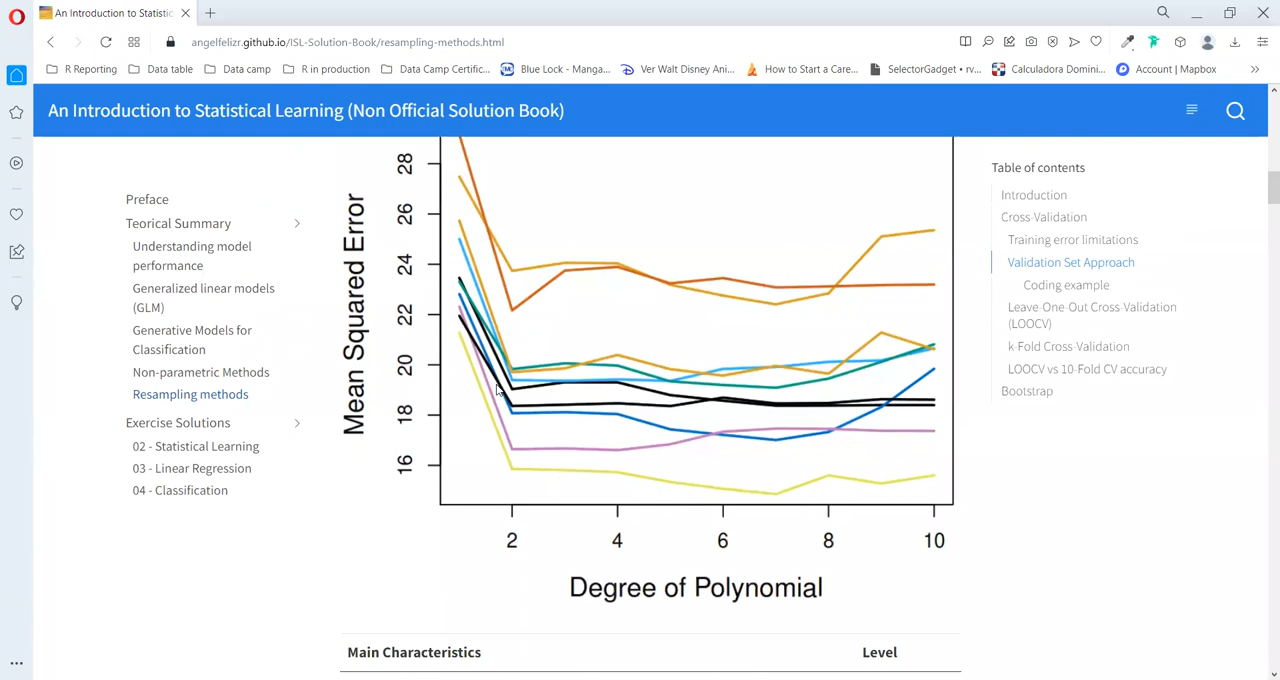 An Introduction to Statistic
angelfelizr.github.io/ISL-Solution-Book/resampling-methods.html
R Reporting Data table Data camp R in production Data Camp Certific... Blue Lock - Manga... Ver Walt Disney Ani... How to Start a Care... SelectorGadget • rv... Calculadora Domini... Account | Mapbox
An Introduction to Statistical Learning (Non Official Solution Book)
Preface
Teorical Summary
Understanding model
performance
Generalized linear models
(GLM)
Generative Models for
Classification
Non-parametric Methods
Resampling methods
Exercise Solutions
02 - Statistical Learning
03 - Linear Regression
04 - Classification
Mean Squared Error
28
26
24
22
20
18
16
2 4 6 8 10
Degree of Polynomial
Main Characteristics Level
Table of contents
Introduction
Cross-Validation
Training error limitations
Validation Set Approach
Coding example
Leave-One-Out Cross-Validation
(LOOCV)
k-Fold Cross-Validation
LOOCV vs 10-Fold CV accuracy
Bootstrap